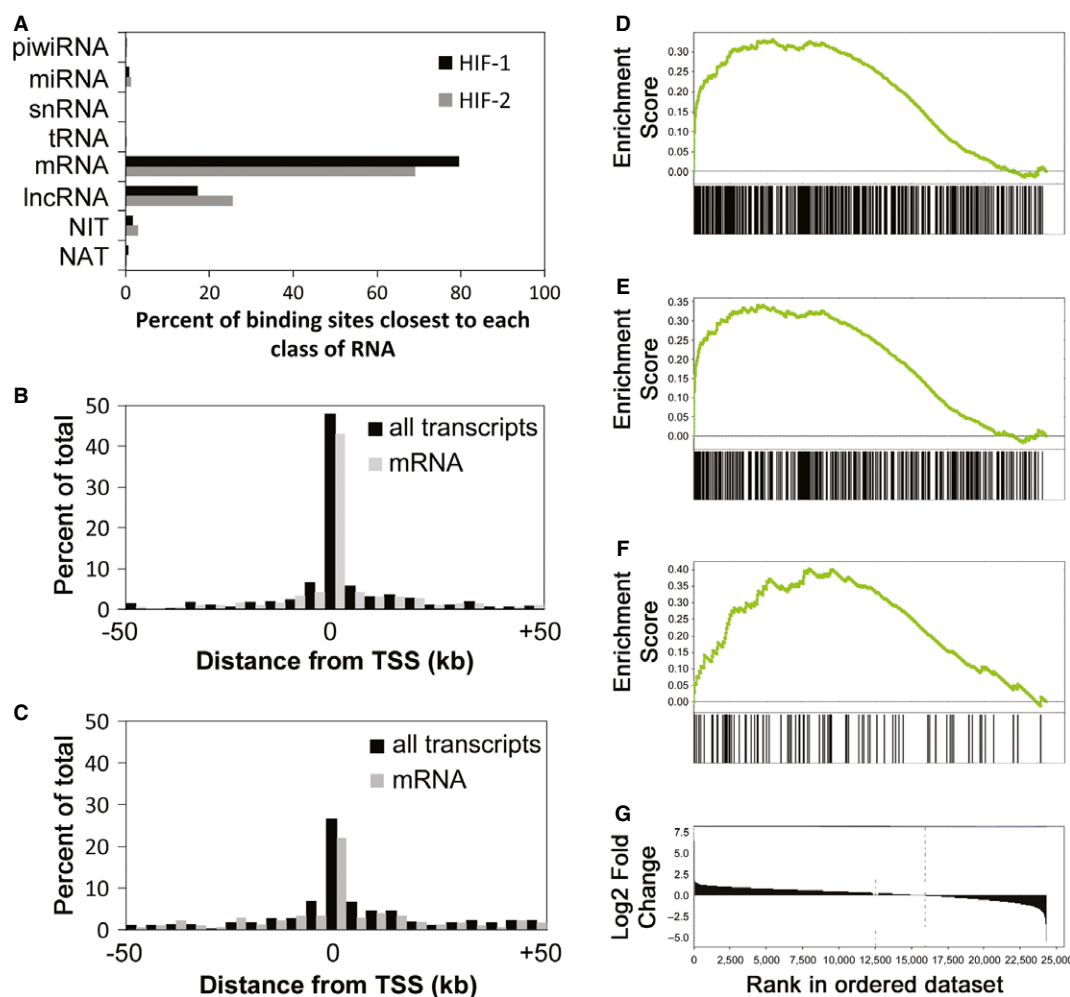 A
piwiRNA
miRNA
snRNA
tRNA
mRNA
lncRNA
NIT
NAT
HIF-1
HIF-2
0 20 40 60 80 100
Percent of binding sites closest to each
class of RNA
B
50
40
30
20
10
0
Percent of total
all transcripts
mRNA
-50 0 +50
Distance from TSS (kb)
C
50
40
30
20
10
0
Percent of total
all transcripts
mRNA
-50 0 +50
Distance from TSS (kb)
D
Enrichment
Score
0.30
0.25
0.20
0.15
0.10
0.05
0.00
E
Enrichment
Score
0.35
0.30
0.25
0.20
0.15
0.10
0.05
0.00
F
Enrichment
Score
0.40
0.35
0.30
0.25
0.20
0.15
0.10
0.05
0.00
G
Log2 Fold
Change
7.5
5.0
2.5
0.0
-2.5
-5.0
0 2,500 5,000 7,500 10,000 12,500 15,000 17,500 20,000 22,500 25,000
Rank in ordered dataset